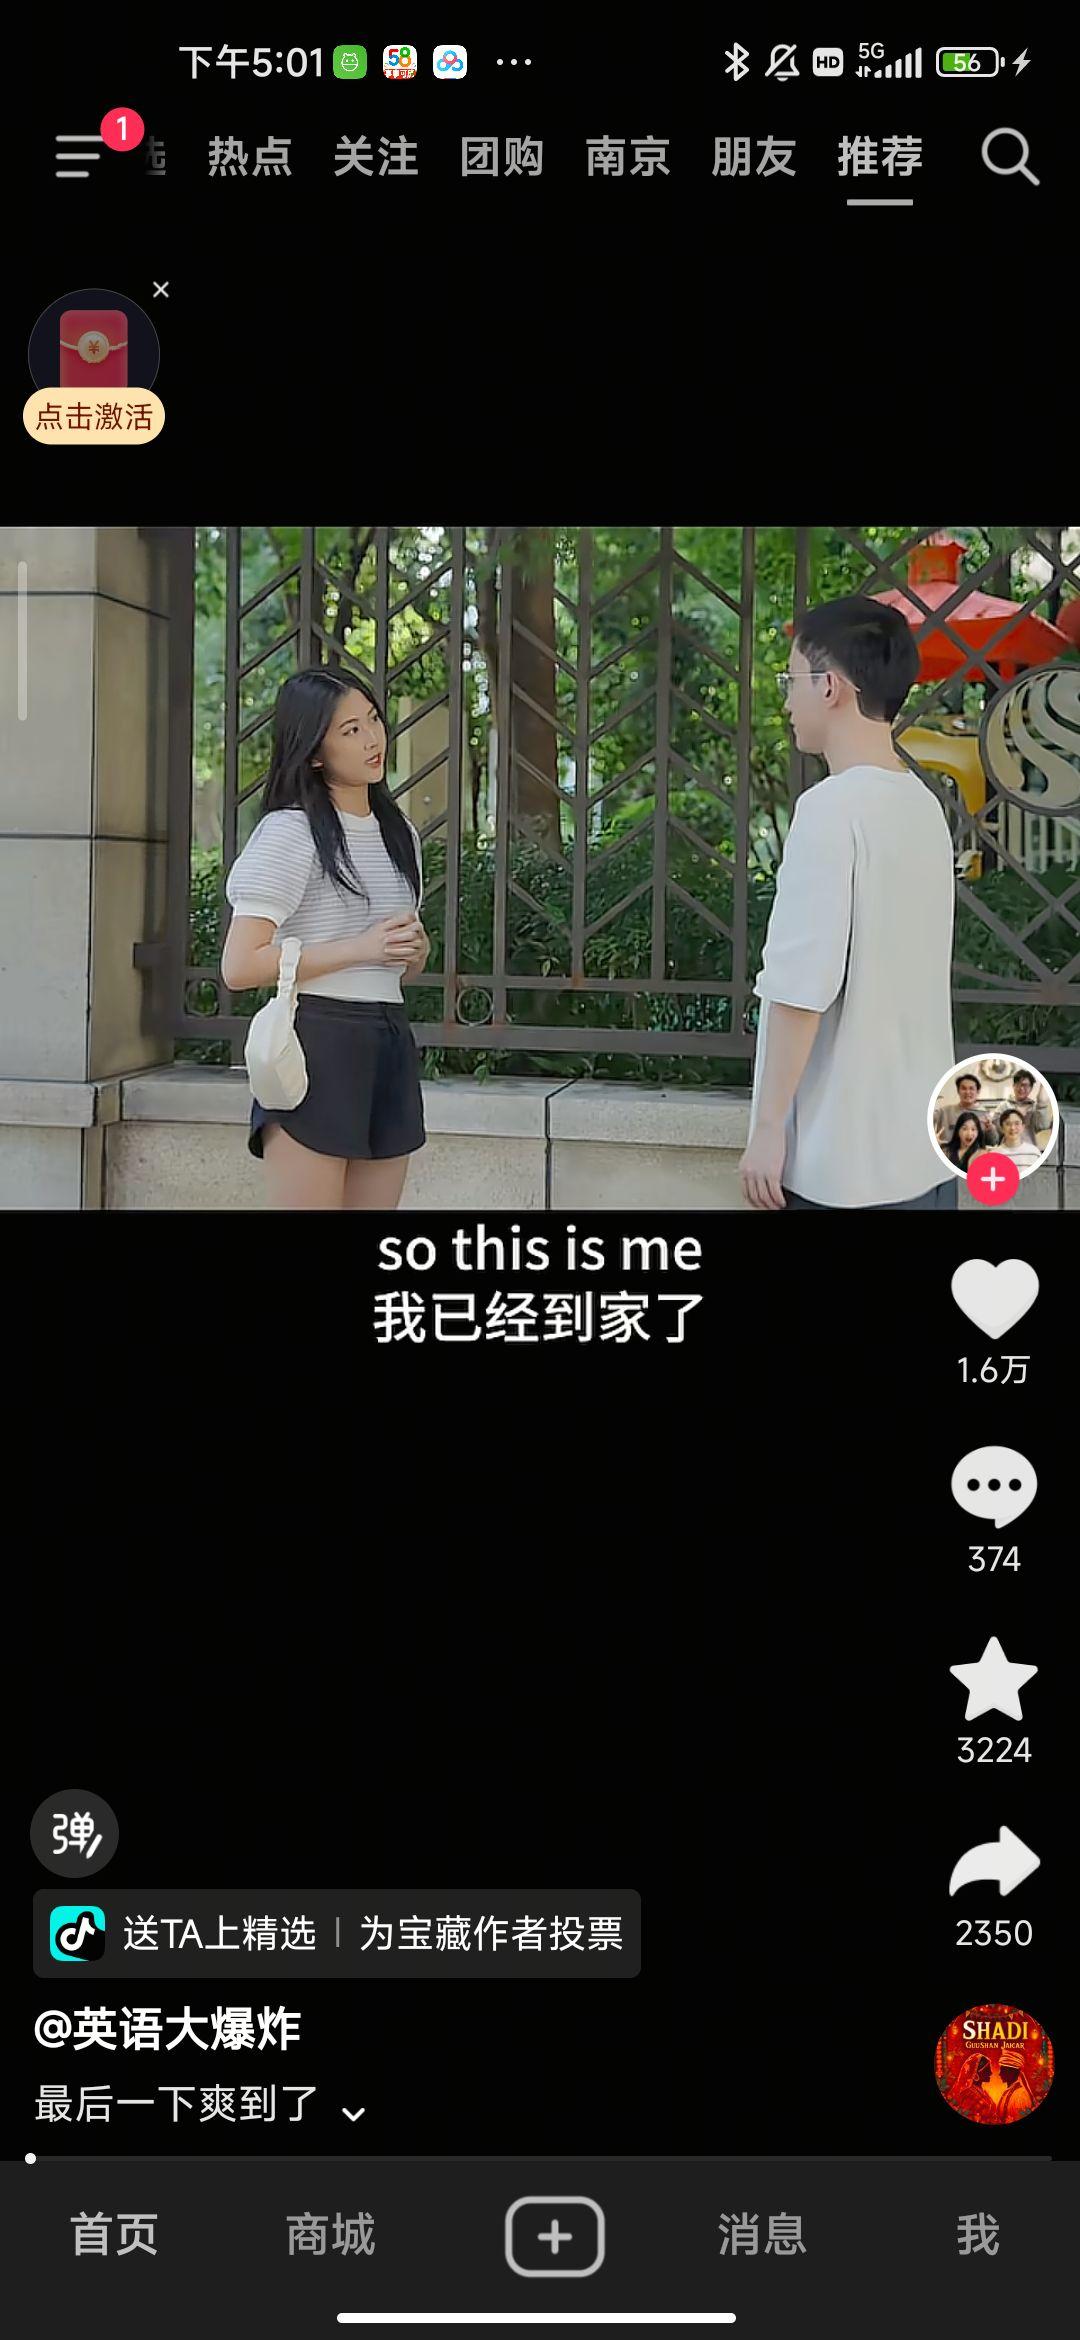 下午5:01
58
HD
5G
56
1
选 热点 关注 团购 南京 朋友 推荐
点击激活
so this is me
我已经到家了
1.6万
374
3224
2350
弹
送TA上精选 | 为宝藏作者投票
@英语大爆炸
最后一下爽到了
SHADI
首页 商城 消息 我